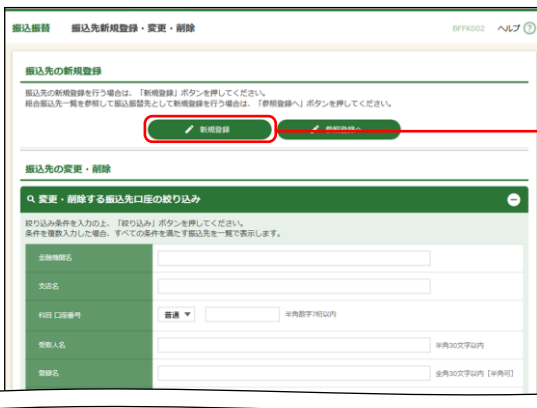 振込振替 振込先新規登録・変更・削除 BFFK002 ヘルプ ?
振込先の新規登録
振込先の新規登録を行う場合は、「新規登録」ボタンを押してください。
総合振込先一覧を参照して振込振替先として新規登録を行う場合は、「参照登録へ」ボタンを押してください。
新規登録 参照登録へ
振込先の変更・削除
変更・削除する振込先口座の絞り込み
絞り込み条件を入力の上、「絞り込み」ボタンを押してください。
条件を複数入力した場合、すべての条件を満たす振込先を一覧で表示します。
金融機関名
支店名
科目 口座番号 普通 ▼ 半角数字7桁以内
受取人名 半角30文字以内
登録名 全角30文字以内 [半角可]